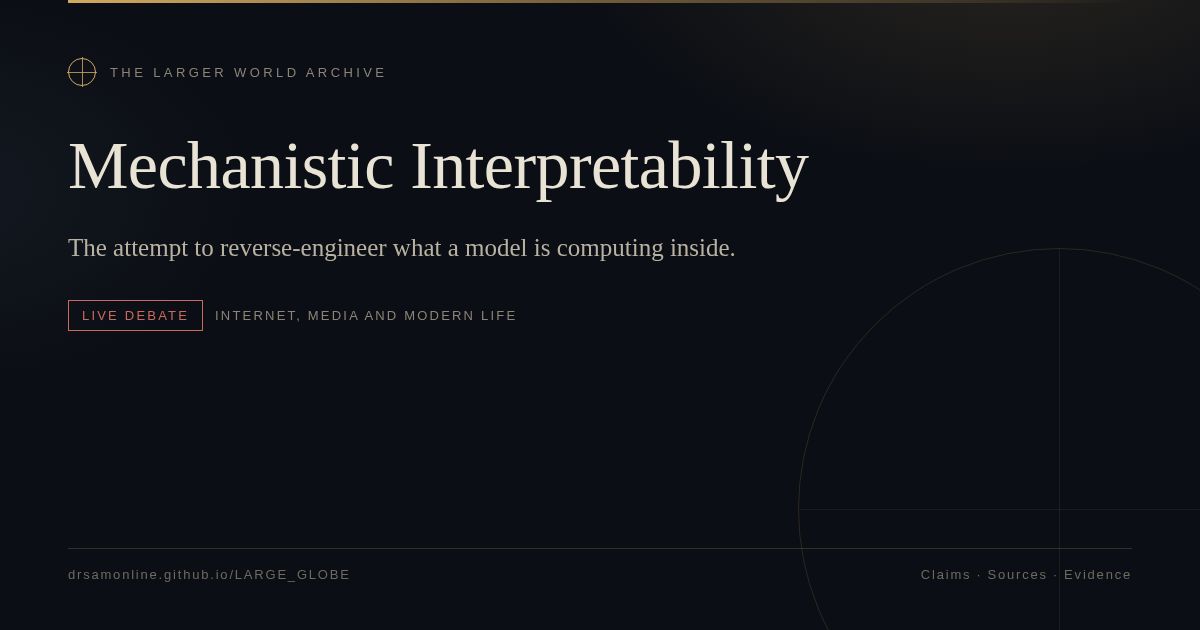 THE LARGER WORLD ARCHIVE
Mechanistic Interpretability
The attempt to reverse-engineer what a model is computing inside.
LIVE DEBATE INTERNET, MEDIA AND MODERN LIFE
drsamonline.github.io/LARGE_GLOBE
Claims · Sources · Evidence